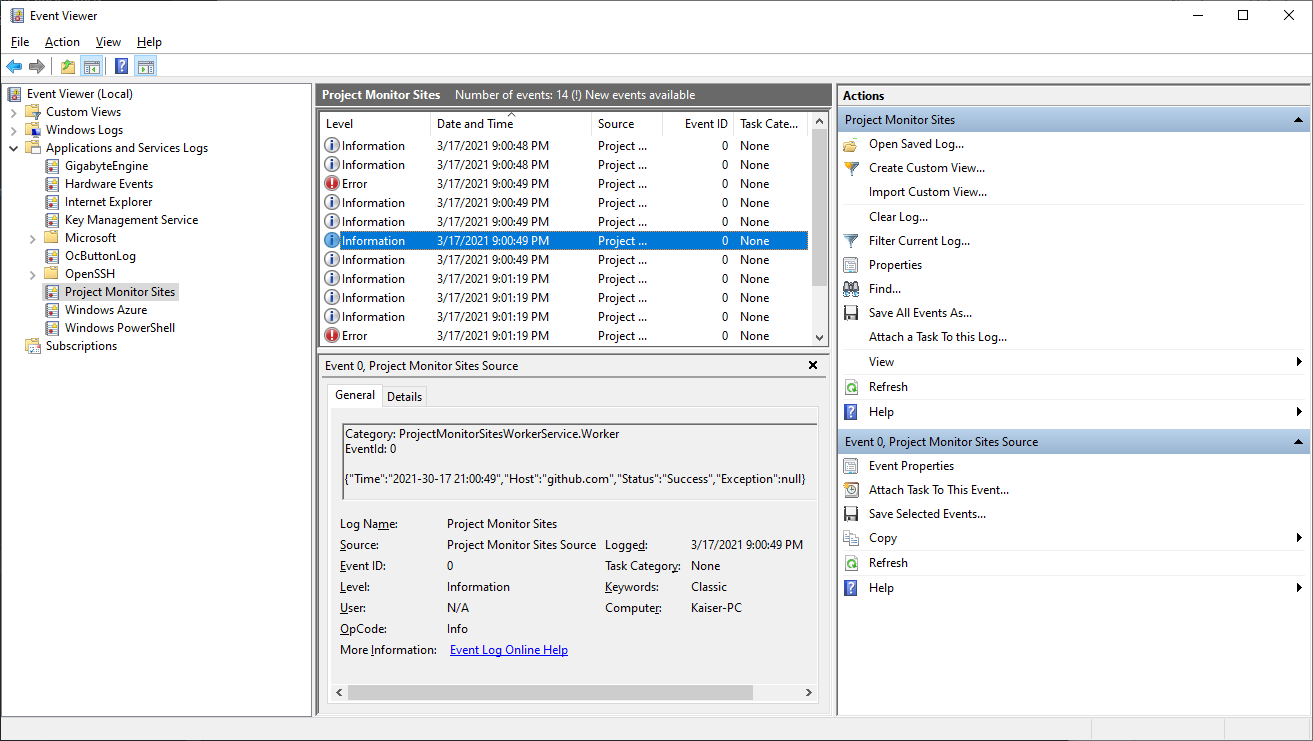 Event Viewer
File Action View Help
Event Viewer (Local)
Custom Views
Windows Logs
Applications and Services Logs
GigabyteEngine
Hardware Events
Internet Explorer
Key Management Service
Microsoft
OcButtonLog
OpenSSH
Project Monitor Sites
Windows Azure
Windows PowerShell
Subscriptions
Project Monitor Sites Number of events: 14 (!) New events available
Level Date and Time Source Event ID Task Cate...
Information 3/17/2021 9:00:48 PM Project ... 0 None
Information 3/17/2021 9:00:48 PM Project ... 0 None
Error 3/17/2021 9:00:49 PM Project ... 0 None
Information 3/17/2021 9:00:49 PM Project ... 0 None
Information 3/17/2021 9:00:49 PM Project ... 0 None
Information 3/17/2021 9:00:49 PM Project ... 0 None
Information 3/17/2021 9:00:49 PM Project ... 0 None
Information 3/17/2021 9:01:19 PM Project ... 0 None
Information 3/17/2021 9:01:19 PM Project ... 0 None
Information 3/17/2021 9:01:19 PM Project ... 0 None
Error 3/17/2021 9:01:19 PM Project ... 0 None
Event 0, Project Monitor Sites Source
General Details
Category: ProjectMonitorSitesWorkerService.Worker
EventId: 0
{"Time":"2021-30-17 21:00:49","Host":"github.com","Status":"Success","Exception":null}
Log Name: Project Monitor Sites
Source: Project Monitor Sites Source Logged: 3/17/2021 9:00:49 PM
Event ID: 0 Task Category: None
Level: Information Keywords: Classic
User: N/A Computer: Kaiser-PC
OpCode: Info
More Information: Event Log Online Help
Actions
Project Monitor Sites
Open Saved Log...
Create Custom View...
Import Custom View...
Clear Log...
Filter Current Log...
Properties
Find...
Save All Events As...
Attach a Task To this Log...
View
Refresh
Help
Event 0, Project Monitor Sites Source
Event Properties
Attach Task To This Event...
Save Selected Events...
Copy
Refresh
Help